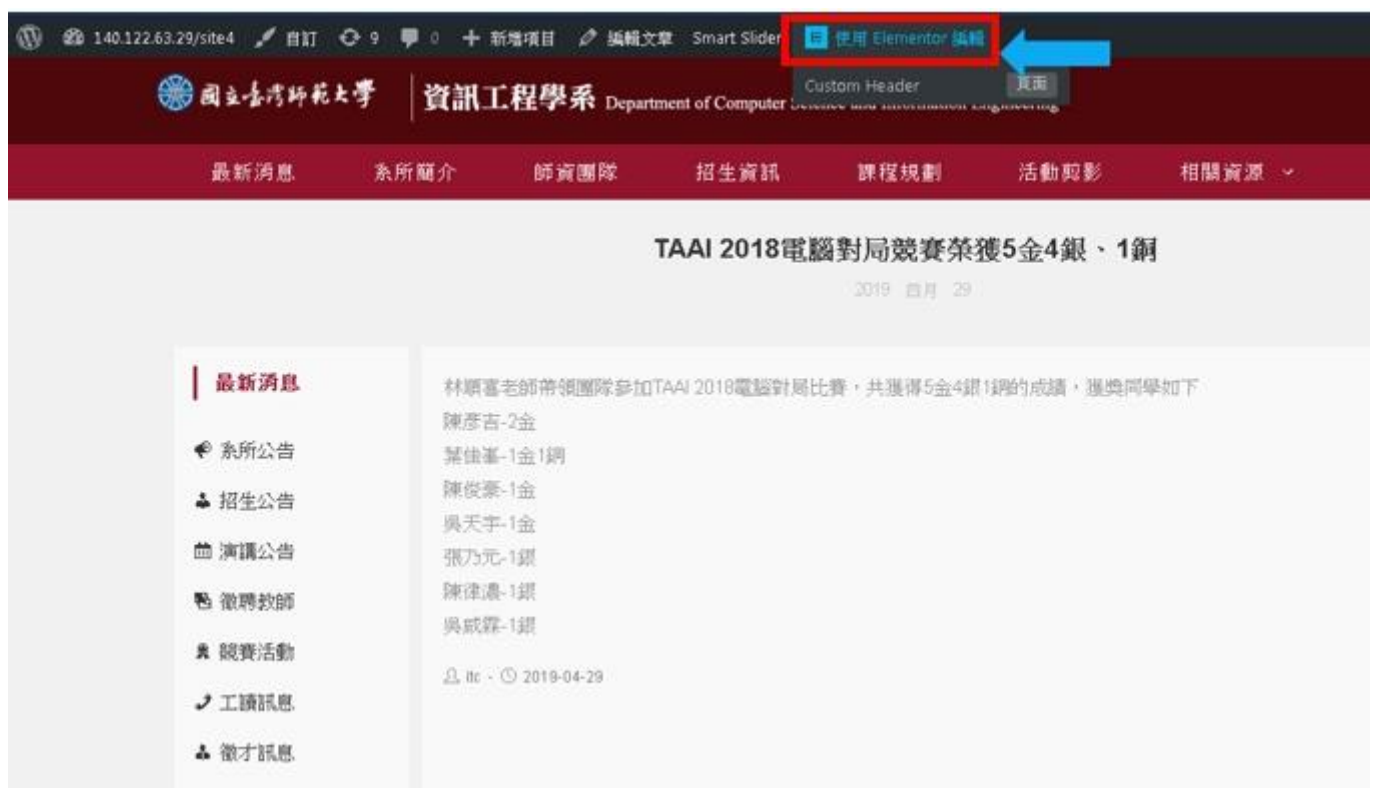 140.122.63.29/site4 自訂 9 0 新增項目 編輯文章 Smart Slider 使用 Elementor 編輯
Custom Header 頁面
國立臺灣師範大學 資訊工程學系 Department of Computer Science and Information Engineering
最新消息 系所簡介 師資團隊 招生資訊 課程規劃 活動剪影 相關資源
TAAI 2018電腦對局競賽榮獲5金4銀、1銅
2019 四月 29
最新消息
系所公告
招生公告
演講公告
徵聘教師
競賽活動
工讀訊息
徵才訊息
林順喜老師帶領團隊參加TAAI 2018電腦對局比賽，共獲得5金4銀1銅的成績，獲獎同學如下
陳彥吉-2金
葉佳峯-1金1銅
陳俊豪-1金
吳天宇-1金
張乃元-1銀
陳律濃-1銀
吳威霖-1銀
itc - 2019-04-29